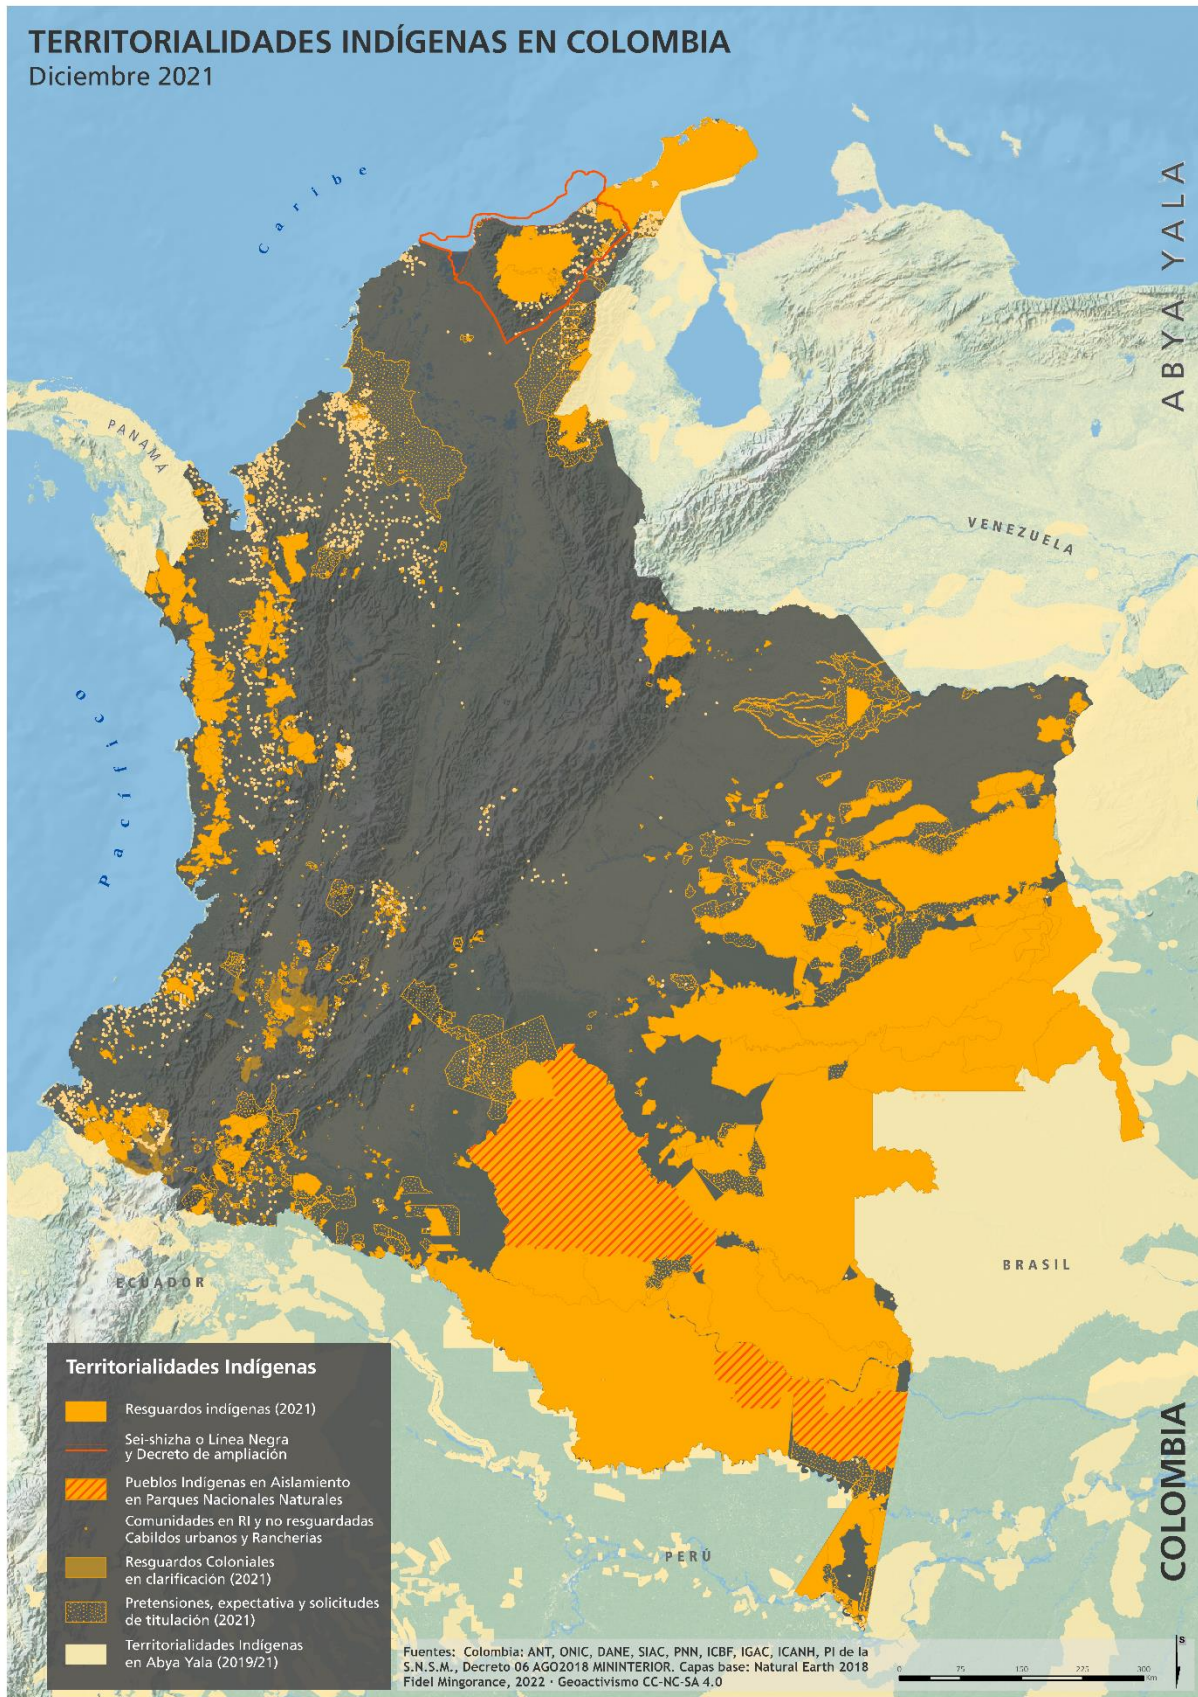 TERRITORIALIDADES INDÍGENAS EN COLOMBIA
Diciembre 2021
Caribe
ABYA YALA
PANAMÁ
VENEZUELA
Pacífico
ECUADOR
BRASIL
PERÚ
COLOMBIA
Territorialidades Indígenas
Resguardos indígenas (2021)
Sei-shizha o Línea Negra
y Decreto de ampliación
Pueblos Indígenas en Aislamiento
en Parques Nacionales Naturales
Comunidades en RI y no resguardadas
Cabildos urbanos y Rancherías
Resguardos Coloniales
en clarificación (2021)
Pretensiones, expectativa y solicitudes
de titulación (2021)
Territorialidades Indígenas
en Abya Yala (2019/21)
Fuentes: Colombia: ANT, ONIC, DANE, SIAC, PNN, ICBF, IGAC, ICANH, PI de la
S.N.S.M., Decreto 06 AGO2018 MININTERIOR. Capas base: Natural Earth 2018
Fidel Mingorance, 2022 · Geoactivismo CC-NC-SA 4.0
S
0 75 150 225 300
Km